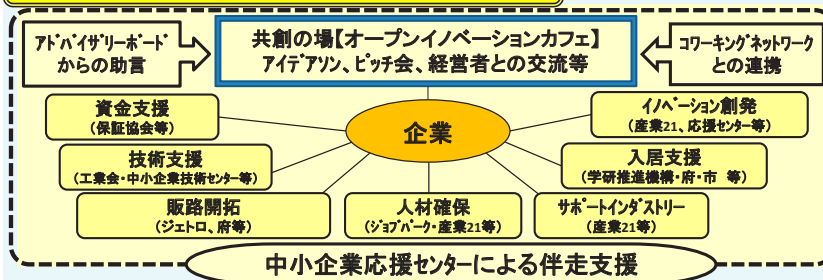 ｱﾄﾞﾊﾞｲｻﾞﾘｰﾎﾞｰﾄﾞ
からの助言
共創の場【オープンイノベーションカフェ】
アイデアソン、ピッチ会、経営者との交流等
ｺﾜｰｷﾝｸﾞﾈｯﾄﾜｰｸ
との連携
資金支援
(保証協会等)
企業
ｲﾉﾍﾞｰｼｮﾝ創発
(産業21、応援ｾﾝﾀｰ等)
技術支援
(工業会・中小企業技術ｾﾝﾀｰ等)
入居支援
(学研推進機構・府・市 等)
販路開拓
(ジェトロ、府等)
人材確保
(ｼﾞｮﾌﾞﾊﾟｰｸ・産業21等)
ｻﾎﾟｰﾄｲﾝﾀﾞｽﾄﾘｰ
(産業21等)
中小企業応援ｾﾝﾀｰによる伴走支援